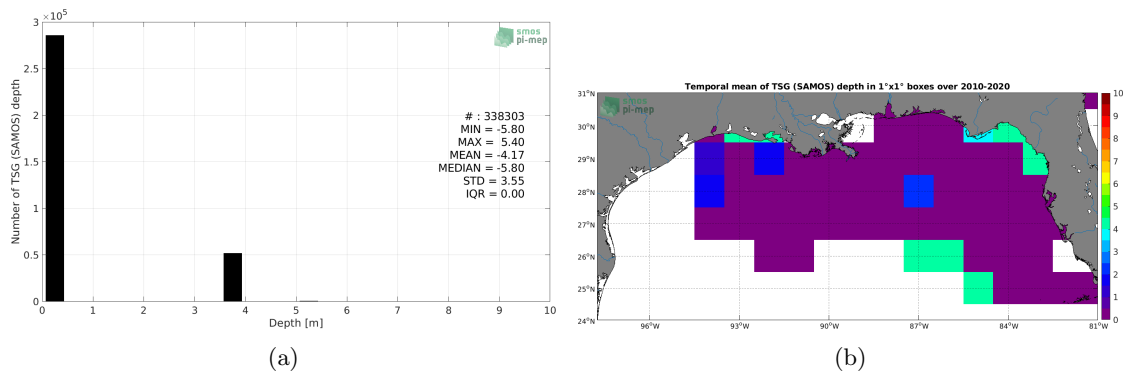 ×10⁵
3
2.5
2
1.5
1
0.5
0
Number of TSG (SAMOS) depth
smos
pi-mep
# : 338303
MIN = -5.80
MAX = 5.40
MEAN = -4.17
MEDIAN = -5.80
STD = 3.55
IQR = 0.00
0 1 2 3 4 5 6 7 8 9 10
Depth [m]
(a)
Temporal mean of TSG (SAMOS) depth in 1°x1° boxes over 2010-2020
smos
pi-mep
31°N
30°N
29°N
28°N
27°N
26°N
25°N
24°N
96°W 93°W 90°W 87°W 84°W 81°W
10
9
8
7
6
5
4
3
2
1
0
(b)